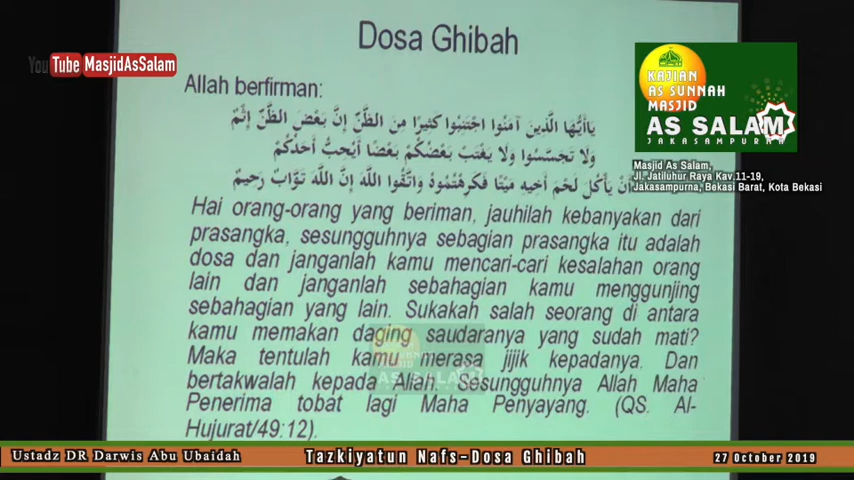 Dosa Ghibah
YouTube MasjidAsSalam
KAJIAN
AS SUNNAH
MASJID
AS SALAM
JAKASAMPURNA
Masjid As Salam,
Jl. Jatiluhur Raya Kav.11-19,
Jakasampurna, Bekasi Barat, Kota Bekasi
Allah berfirman:
يَاأَيُّهَا الَّذِينَ آمَنُوا اجْتَنِبُوا كَثِيرًا مِنَ الظَّنِّ إِنَّ بَعْضَ الظَّنِّ إِثْمٌ
وَلَا تَجَسَّسُوا وَلَا يَغْتَبْ بَعْضُكُمْ بَعْضًا أَيُحِبُّ أَحَدُكُمْ
أَنْ يَأْكُلَ لَحْمَ أَخِيهِ مَيْتًا فَكَرِهْتُمُوهُ وَاتَّقُوا اللَّهَ إِنَّ اللَّهَ تَوَّابٌ رَحِيمٌ
Hai orang-orang yang beriman, jauhilah kebanyakan dari
prasangka, sesungguhnya sebagian prasangka itu adalah
dosa dan janganlah kamu mencari-cari kesalahan orang
lain dan janganlah sebahagian kamu menggunjing
sebahagian yang lain. Sukakah salah seorang di antara
kamu memakan daging saudaranya yang sudah mati?
Maka tentulah kamu merasa jijik kepadanya. Dan
bertakwalah kepada Allah. Sesungguhnya Allah Maha
Penerima tobat lagi Maha Penyayang. (QS. Al-
Hujurat/49:12).
AS SALAM
Ustadz DR Darwis Abu Ubaidah
Tazkiyatun Nafs-Dosa Ghibah
27 October 2019